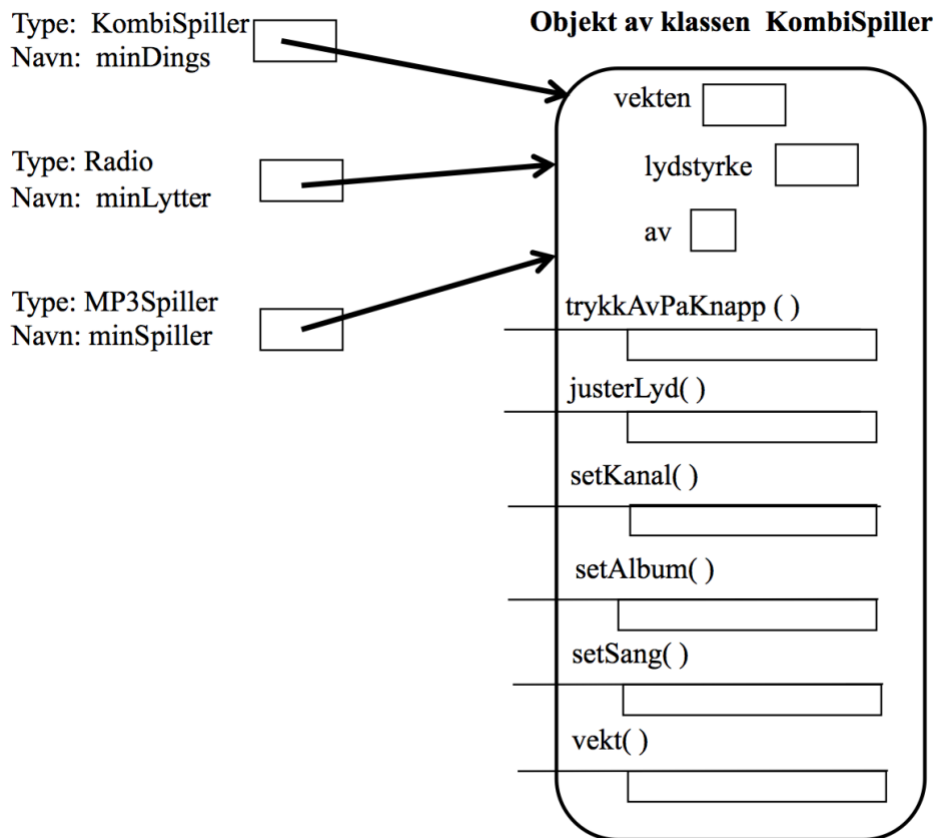 Type: KombiSpiller
Navn: minDings
Type: Radio
Navn: minLytter
Type: MP3Spiller
Navn: minSpiller
Objekt av klassen KombiSpiller
vekten
lydstyrke
av
trykkAvPaKnapp ( )
justerLyd( )
setKanal( )
setAlbum( )
setSang( )
vekt( )